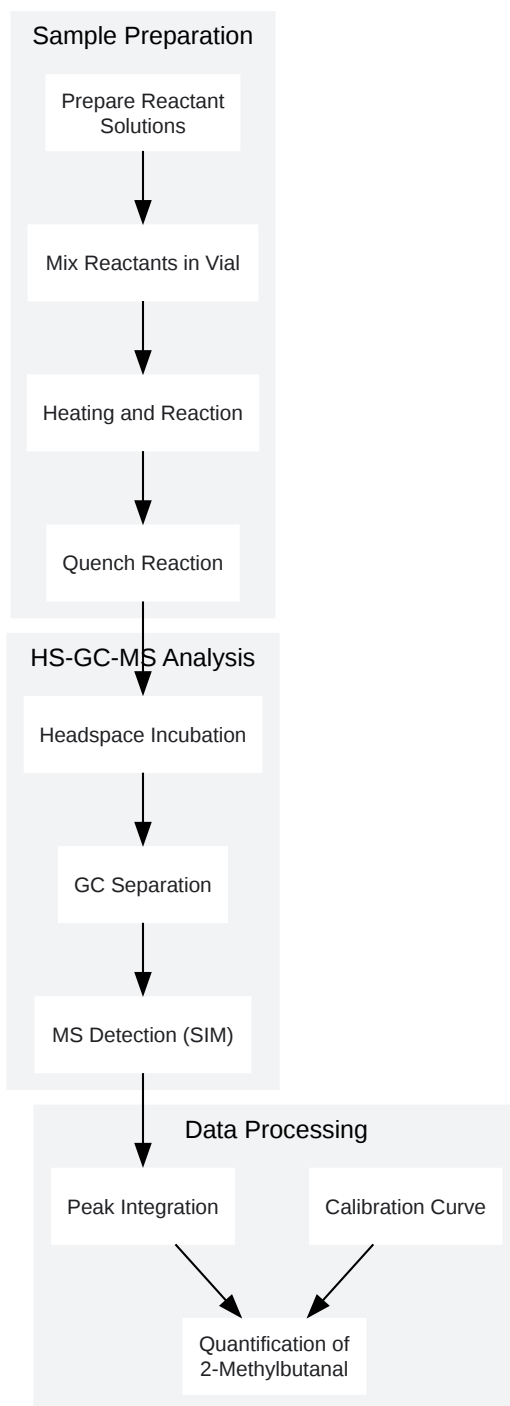 Sample Preparation
Prepare Reactant
Solutions
Mix Reactants in Vial
Heating and Reaction
Quench Reaction
HS-GC-MS Analysis
Headspace Incubation
GC Separation
MS Detection (SIM)
Data Processing
Peak Integration
Calibration Curve
Quantification of
2-Methylbutanal